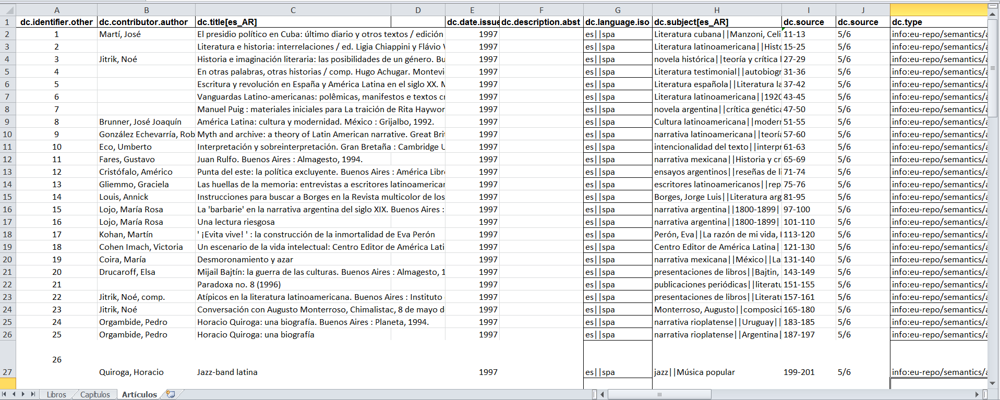 A B C D E F G H I J
1 dc.identifier.other dc.contributor.author dc.title[es_AR] dc.date.issue dc.description.abst dc.language.iso dc.subject[es_AR] dc.source dc.source dc.type
2 1 Martí, José El presidio político en Cuba: último diario y otros textos / edición 1997 es||spa Literatura cubana||Manzoni, Celi 11-13 5/6 info:eu-repo/semantics/a
3 2 Literatura e historia: interrelaciones / ed. Ligia Chiappini y Flávio V 1997 es||spa Literatura latinoamericana||Histo 15-25 5/6 info:eu-repo/semantics/a
4 3 Jitrik, Noé Historia e imaginación literaria: las posibilidades de un género. Bu 1997 es||spa novela histórica||teoría y crítica l 27-29 5/6 info:eu-repo/semantics/a
5 4 En otras palabras, otras historias / comp. Hugo Achugar. Montevi 1997 es||spa Literatura testimonial||autobiogr 31-36 5/6 info:eu-repo/semantics/a
6 5 Escritura y revolución en España y América Latina en el siglo XX. M 1997 es||spa Literatura española||Literatura la 37-42 5/6 info:eu-repo/semantics/a
7 6 Vanguardas Latino-americanas: polêmicas, manifestos e textos cr 1997 es||spa Literatura latinoamericana||1920 43-45 5/6 info:eu-repo/semantics/a
8 7 Manuel Puig : materiales iniciales para La traición de Rita Haywor 1997 es||spa novela argentina||crítica genética 47-50 5/6 info:eu-repo/semantics/a
9 8 Brunner, José Joaquín América Latina: cultura y modernidad. México : Grijalbo, 1992. 1997 es||spa Cultura latinoamericana||modern 51-55 5/6 info:eu-repo/semantics/a
10 9 González Echevarría, Rob Myth and archive: a theory of Latin American narrative. Great Brit 1997 es||spa narrativa latinoamericana||teoría 57-60 5/6 info:eu-repo/semantics/a
11 10 Eco, Umberto Interpretación y sobreinterpretación. Gran Bretaña : Cambridge U 1997 es||spa intencionalidad del texto||interpr 61-63 5/6 info:eu-repo/semantics/a
12 11 Fares, Gustavo Juan Rulfo. Buenos Aires : Almagesto, 1994. 1997 es||spa narrativa mexicana||Historia y cr 65-69 5/6 info:eu-repo/semantics/a
13 12 Cristófalo, Américo Punta del este: la política excluyente. Buenos Aires : América Libre 1997 es||spa ensayos argentinos||reseñas de li 71-74 5/6 info:eu-repo/semantics/a
14 13 Gliemmo, Graciela Las huellas de la memoria: entrevistas a escritores latinoamerican 1997 es||spa escritores latinoamericanos||rep 75-76 5/6 info:eu-repo/semantics/a
15 14 Louis, Annick Instrucciones para buscar a Borges en la Revista multicolor de los 1997 es||spa Borges, Jorge Luis||Literatura arg 81-95 5/6 info:eu-repo/semantics/a
16 15 Lojo, María Rosa La 'barbarie' en la narrativa argentina del siglo XIX. Buenos Aires : 1997 es||spa narrativa argentina||1800-1899| 97-100 5/6 info:eu-repo/semantics/a
17 16 Lojo, María Rosa Una lectura riesgosa 1997 es||spa narrativa argentina||1800-1899| 101-110 5/6 info:eu-repo/semantics/a
18 17 Kohan, Martín ' ¡Evita vive! ' : la construcción de la inmortalidad de Eva Perón 1997 es||spa Perón, Eva||La razón de mi vida, 113-120 5/6 info:eu-repo/semantics/a
19 18 Cohen Imach, Victoria Un escenario de la vida intelectual: Centro Editor de América Lati 1997 es||spa Centro Editor de América Latina| 121-130 5/6 info:eu-repo/semantics/a
20 19 Coira, María Desmoronamiento y azar 1997 es||spa narrativa mexicana||México||La 131-140 5/6 info:eu-repo/semantics/a
21 20 Drucaroff, Elsa Mijail Bajtín: la guerra de las culturas. Buenos Aires : Almagesto, 1 1997 es||spa presentaciones de libros||Bajtin, 143-149 5/6 info:eu-repo/semantics/a
22 21 Paradoxa no. 8 (1996) 1997 es||spa publicaciones periódicas||literatu 151-155 5/6 info:eu-repo/semantics/a
23 22 Jitrik, Noé, comp. Atípicos en la literatura latinoamericana. Buenos Aires : Instituto 1997 es||spa presentaciones de libros||Literatu 157-161 5/6 info:eu-repo/semantics/a
24 23 Jitrik, Noé Conversación con Augusto Monterroso, Chimalistac, 8 de mayo d 1997 es||spa Monterroso, Augusto||composici 165-180 5/6 info:eu-repo/semantics/a
25 24 Orgambide, Pedro Horacio Quiroga: una biografía. Buenos Aires : Planeta, 1994. 1997 es||spa narrativa rioplatense||Uruguay|| 183-185 5/6 info:eu-repo/semantics/a
26 25 Orgambide, Pedro Horacio Quiroga: una biografía 1997 es||spa narrativa rioplatense||Argentina| 187-197 5/6 info:eu-repo/semantics/a
26
27 Quiroga, Horacio Jazz-band latina 1997 es||spa jazz||Música popular 199-201 5/6 info:eu-repo/semantics/a
Libros Capítulos Artículos